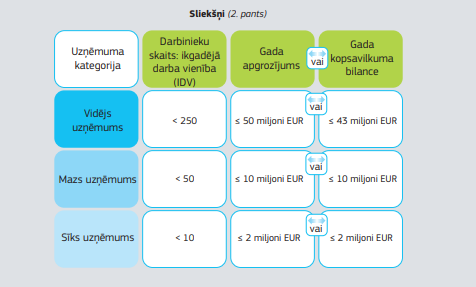 Sliekšņi (2. pants)
Uzņēmuma
kategorija
Darbinieku
skaits: ikgadējā
darba vienība
(IDV)
Gada
apgrozījums
vai
Gada
kopsavilkuma
bilance
Vidējs
uzņēmums
< 250
≤ 50 miljoni EUR
vai
≤ 43 miljoni EUR
Mazs uzņēmums
< 50
≤ 10 miljoni EUR
vai
≤ 10 miljoni EUR
Sīks uzņēmums
< 10
≤ 2 miljoni EUR
vai
≤ 2 miljoni EUR